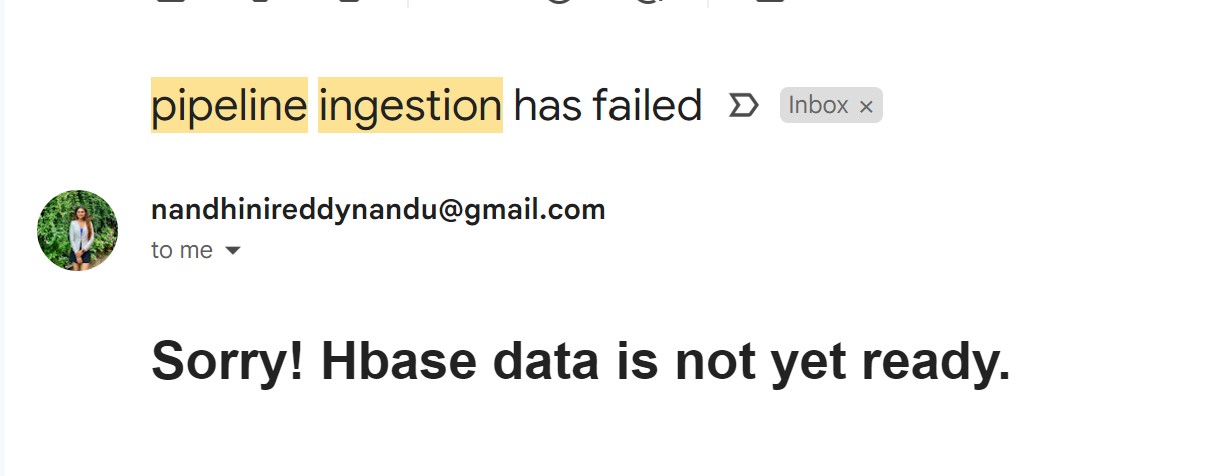 pipeline ingestion has failed Inbox ×
nandhinireddynandu@gmail.com
to me
Sorry! Hbase data is not yet ready.